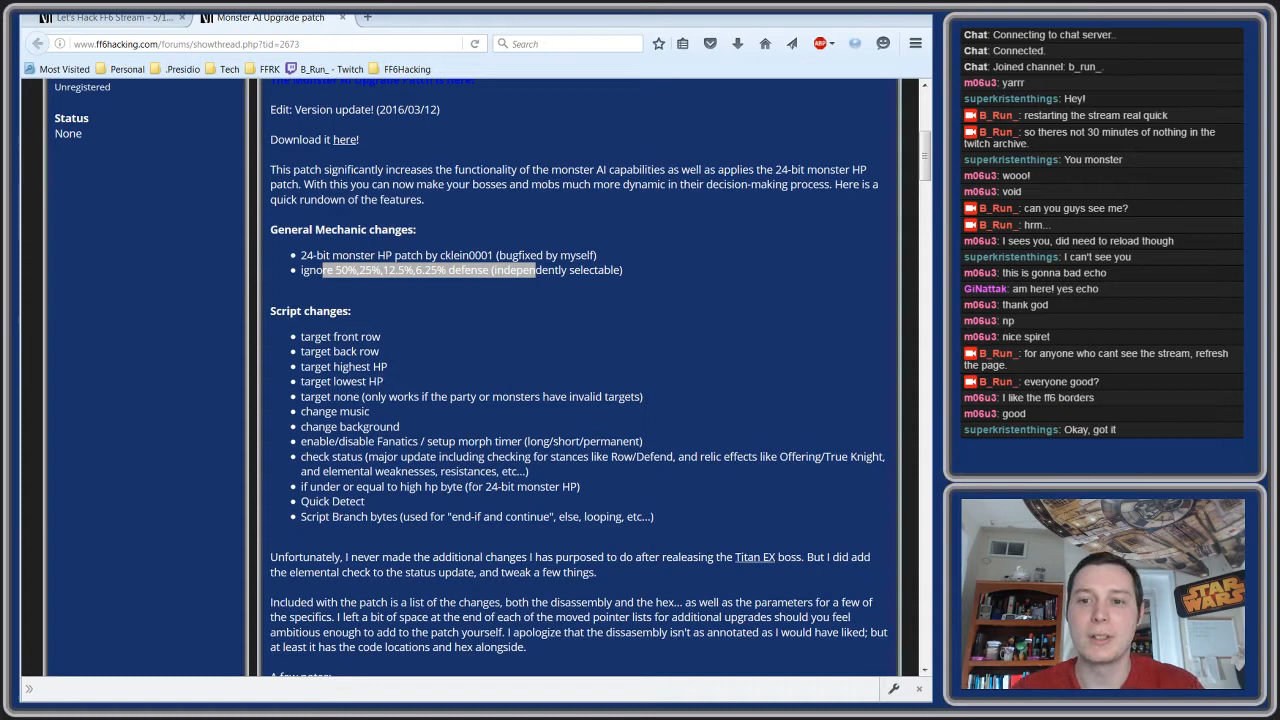 Let's Hack FF6 Stream - 5/1...
Monster AI Upgrade patch
www.ff6hacking.com/forums/showthread.php?tid=2673
Search
ABP
Most Visited
Personal
.Presidio
Tech
FFRK
B_Run_ - Twitch
FF6Hacking
Unregistered
Status
None
Edit: Version update! (2016/03/12)
Download it here!
This patch significantly increases the functionality of the monster AI capabilities as well as applies the 24-bit monster HP
patch. With this you can now make your bosses and mobs much more dynamic in their decision-making process. Here is a
quick rundown of the features.
General Mechanic changes:
24-bit monster HP patch by cklein0001 (bugfixed by myself)
ignore 50%,25%,12.5%,6.25% defense (independently selectable)
Script changes:
target front row
target back row
target highest HP
target lowest HP
target none (only works if the party or monsters have invalid targets)
change music
change background
enable/disable Fanatics / setup morph timer (long/short/permanent)
check status (major update including checking for stances like Row/Defend, and relic effects like Offering/True Knight,
and elemental weaknesses, resistances, etc...)
if under or equal to high hp byte (for 24-bit monster HP)
Quick Detect
Script Branch bytes (used for "end-if and continue", else, looping, etc...)
Unfortunately, I never made the additional changes I has purposed to do after realeasing the Titan EX boss. But I did add
the elemental check to the status update, and tweak a few things.
Included with the patch is a list of the changes, both the disassembly and the hex... as well as the parameters for a few of
the specifics. I left a bit of space at the end of each of the moved pointer lists for additional upgrades should you feel
ambitious enough to add to the patch yourself. I apologize that the dissasembly isn't as annotated as I would have liked; but
at least it has the code locations and hex alongside.
A few notes:
Chat: Connecting to chat server..
Chat: Connected.
Chat: Joined channel: b_run_.
m06u3: yarrr
superkristenthings: Hey!
B_Run_: restarting the stream real quick
B_Run_: so theres not 30 minutes of nothing in the
twitch archive.
superkristenthings: You monster
m06u3: wooo!
m06u3: void
B_Run_: can you guys see me?
B_Run_: hrm...
m06u3: I sees you, did need to reload though
superkristenthings: I can't see you
m06u3: this is gonna bad echo
GiNattak: am here! yes echo
m06u3: thank god
m06u3: np
m06u3: nice spiret
B_Run_: for anyone who cant see the stream, refresh
the page.
B_Run_: everyone good?
m06u3: I like the ff6 borders
m06u3: good
superkristenthings: Okay, got it
STAR
WARS